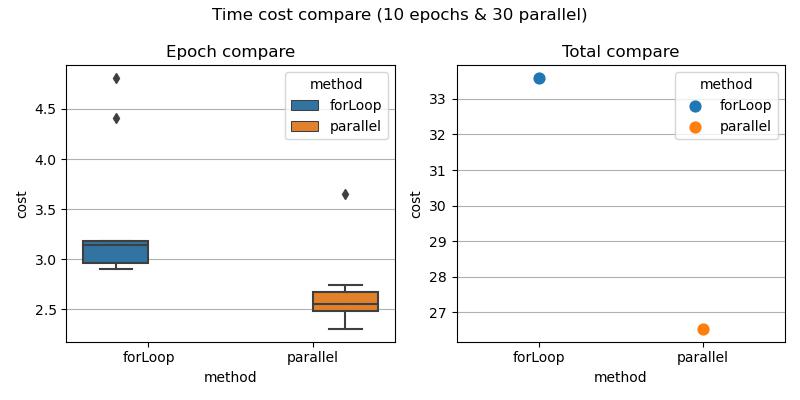 Time cost compare (10 epochs & 30 parallel)
Epoch compare
method
forLoop
parallel
4.5
4.0
3.5
3.0
2.5
cost
forLoop
parallel
method
Total compare
method
forLoop
parallel
33
32
31
30
29
28
27
cost
forLoop
parallel
method